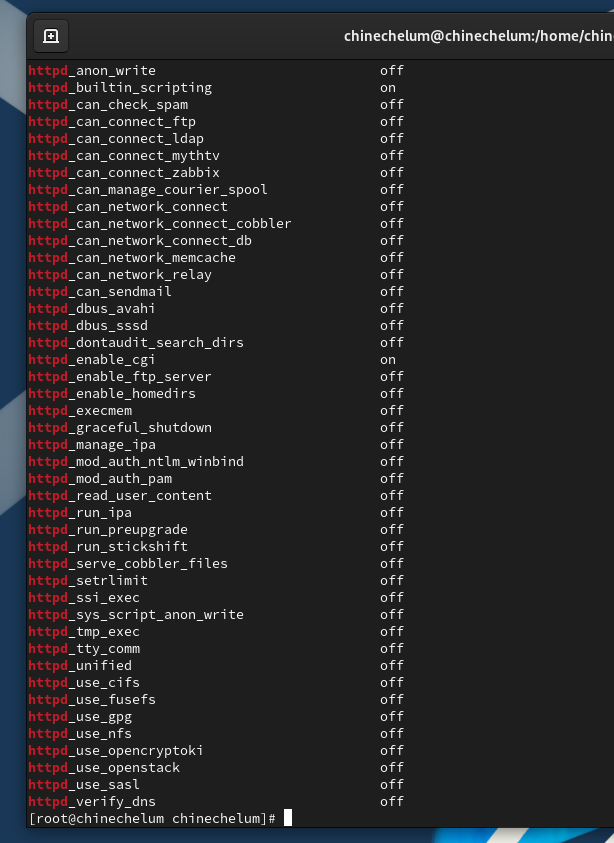 chinechelum@chinechelum:/home/chin
httpd_anon_write off
httpd_builtin_scripting on
httpd_can_check_spam off
httpd_can_connect_ftp off
httpd_can_connect_ldap off
httpd_can_connect_mythtv off
httpd_can_connect_zabbix off
httpd_can_manage_courier_spool off
httpd_can_network_connect off
httpd_can_network_connect_cobbler off
httpd_can_network_connect_db off
httpd_can_network_memcache off
httpd_can_network_relay off
httpd_can_sendmail off
httpd_dbus_avahi off
httpd_dbus_sssd off
httpd_dontaudit_search_dirs off
httpd_enable_cgi on
httpd_enable_ftp_server off
httpd_enable_homedirs off
httpd_execmem off
httpd_graceful_shutdown off
httpd_manage_ipa off
httpd_mod_auth_ntlm_winbind off
httpd_mod_auth_pam off
httpd_read_user_content off
httpd_run_ipa off
httpd_run_preupgrade off
httpd_run_stickshift off
httpd_serve_cobbler_files off
httpd_setrlimit off
httpd_ssi_exec off
httpd_sys_script_anon_write off
httpd_tmp_exec off
httpd_tty_comm off
httpd_unified off
httpd_use_cifs off
httpd_use_fusefs off
httpd_use_gpg off
httpd_use_nfs off
httpd_use_opencryptoki off
httpd_use_openstack off
httpd_use_sasl off
httpd_verify_dns off
[root@chinechelum chinechelum]#